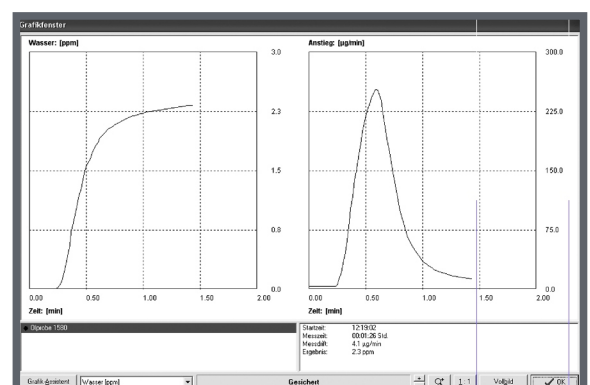 Grafikfenster
Wasser: [ppm]
3.0
2.3
1.5
0.8
0.0
0.00 0.50 1.00 1.50 2.00
Zeit: [min]
Anstieg: [µg/min]
300.0
225.0
150.0
75.0
0.0
0.00 0.50 1.00 1.50 2.00
Zeit: [min]
Ölprobe 1590
Startzeit: 12:19:02
Messzeit: 00:01:26 Std.
Messdrift: 4.1 µg/min
Ergebnis: 2.3 ppm
Grafik Assistent Wasser [ppm] Gesichert 1:1 Vollbild OK